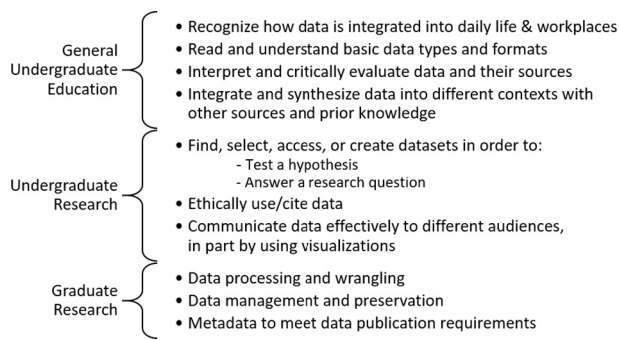 General
Undergraduate
Education
• Recognize how data is integrated into daily life & workplaces
• Read and understand basic data types and formats
• Interpret and critically evaluate data and their sources
• Integrate and synthesize data into different contexts with
other sources and prior knowledge
Undergraduate
Research
• Find, select, access, or create datasets in order to:
- Test a hypothesis
- Answer a research question
• Ethically use/cite data
• Communicate data effectively to different audiences,
in part by using visualizations
Graduate
Research
• Data processing and wrangling
• Data management and preservation
• Metadata to meet data publication requirements